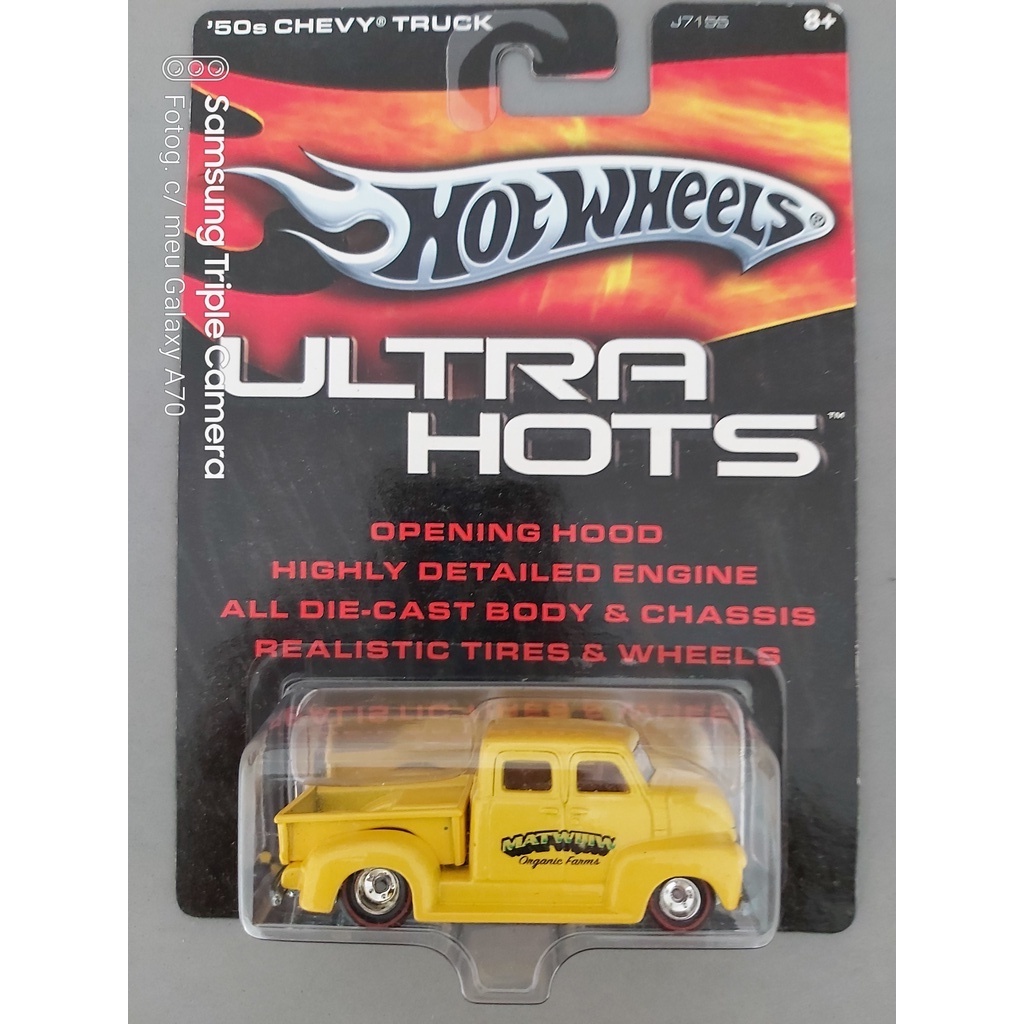 '50s CHEVY® TRUCK
J7155
8+
Samsung Triple Camera
Fotog. c/ meu Galaxy A70
HOT WHEELS®
ULTRA
HOTS™
OPENING HOOD
HIGHLY DETAILED ENGINE
ALL DIE-CAST BODY & CHASSIS
REALISTIC TIRES & WHEELS
Organic Farms